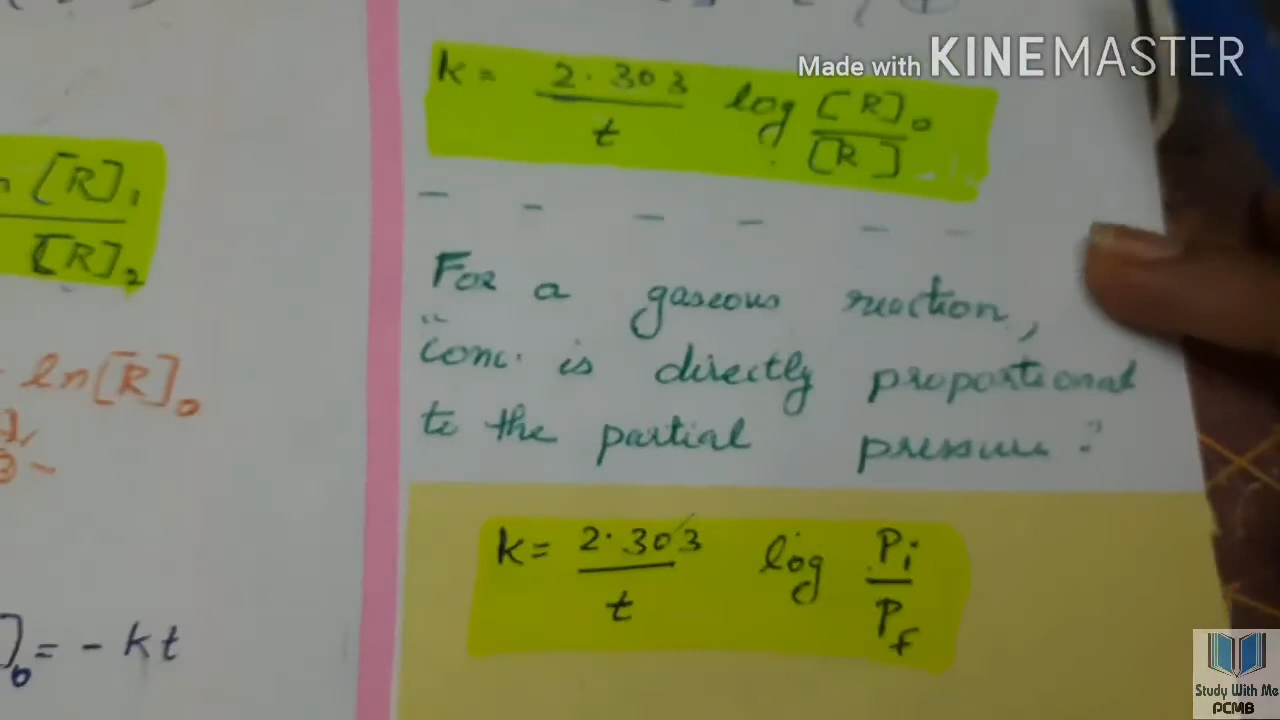 Made with KINEMASTER
k = 2.303 / t log [R]₀ / [R]
[R]₁
[R]₂
For a gaseous reaction,
"conc. is directly proportional
to the partial pressure."
ln[R]₀
k = 2.303 / t log Pi / Pf
]₀ = - kt
Study With Me
PCMB